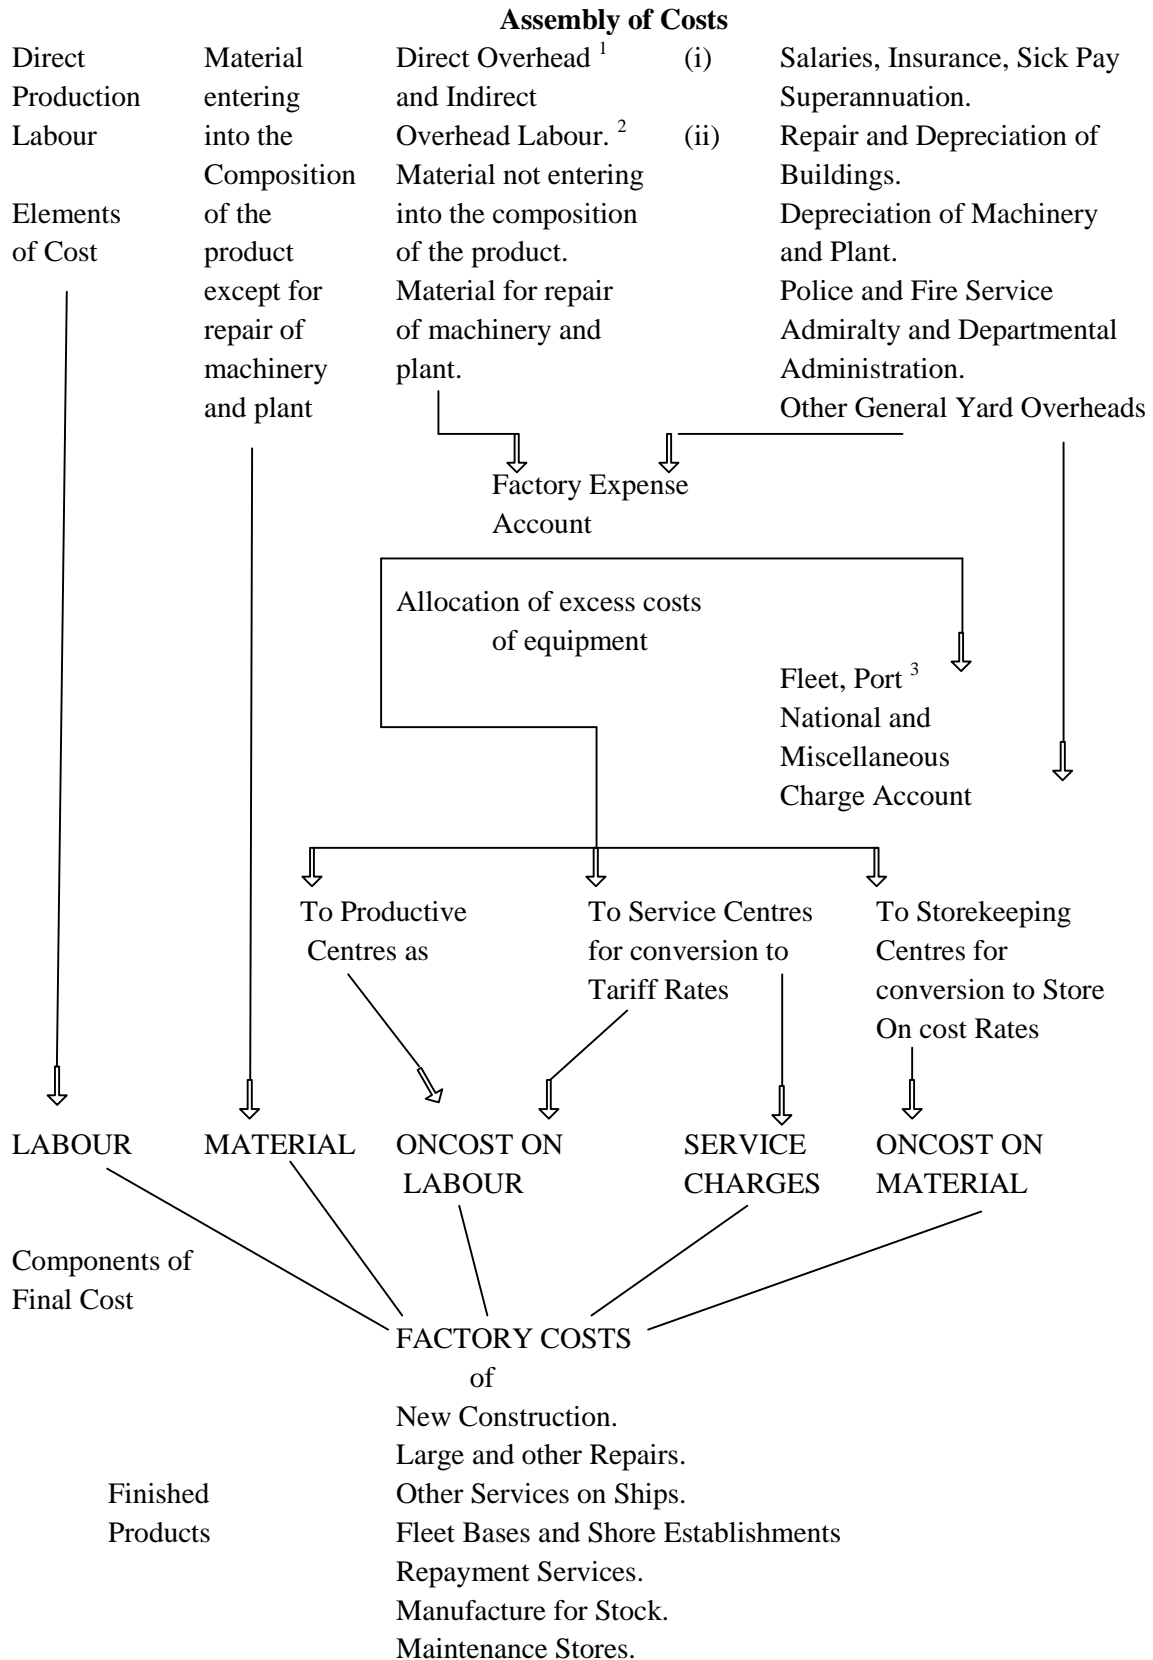 Assembly of Costs
Direct Material Direct Overhead 1 (i) Salaries, Insurance, Sick Pay
Production entering and Indirect Superannuation.
Labour into the Overhead Labour. 2 (ii) Repair and Depreciation of
Composition Material not entering Buildings.
Elements of the into the composition Depreciation of Machinery
of Cost product of the product. and Plant.
except for Material for repair Police and Fire Service
repair of of machinery and Admiralty and Departmental
machinery plant. Administration.
and plant Other General Yard Overheads
Factory Expense
Account
Allocation of excess costs
of equipment
Fleet, Port 3
National and
Miscellaneous
Charge Account
To Productive To Service Centres To Storekeeping
Centres as for conversion to Centres for
Tariff Rates conversion to Store
On cost Rates
LABOUR MATERIAL ONCOST ON SERVICE ONCOST ON
LABOUR CHARGES MATERIAL
Components of
Final Cost
FACTORY COSTS
of
New Construction.
Large and other Repairs.
Finished Other Services on Ships.
Products Fleet Bases and Shore Establishments
Repayment Services.
Manufacture for Stock.
Maintenance Stores.